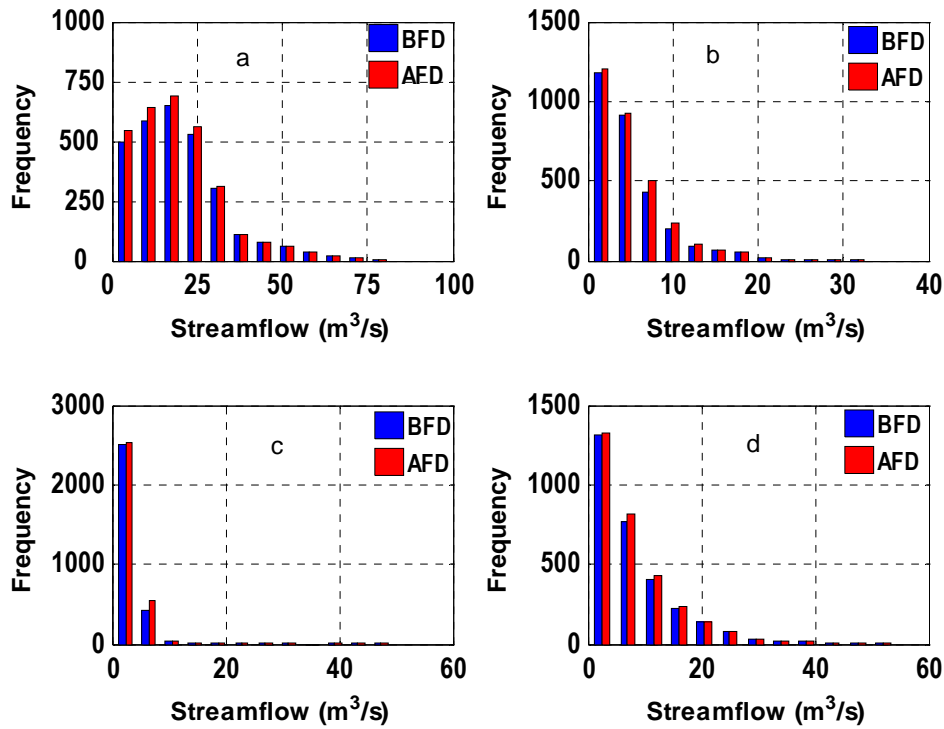 1000
750
500
250
0
Frequency
a
BFD
AFD
0 25 50 75 100
Streamflow (m³/s)
1500
1000
500
0
Frequency
b
BFD
AFD
0 10 20 30 40
Streamflow (m³/s)
3000
2000
1000
0
Frequency
c
BFD
AFD
0 20 40 60
Streamflow (m³/s)
1500
1000
500
0
Frequency
d
BFD
AFD
0 20 40 60
Streamflow (m³/s)